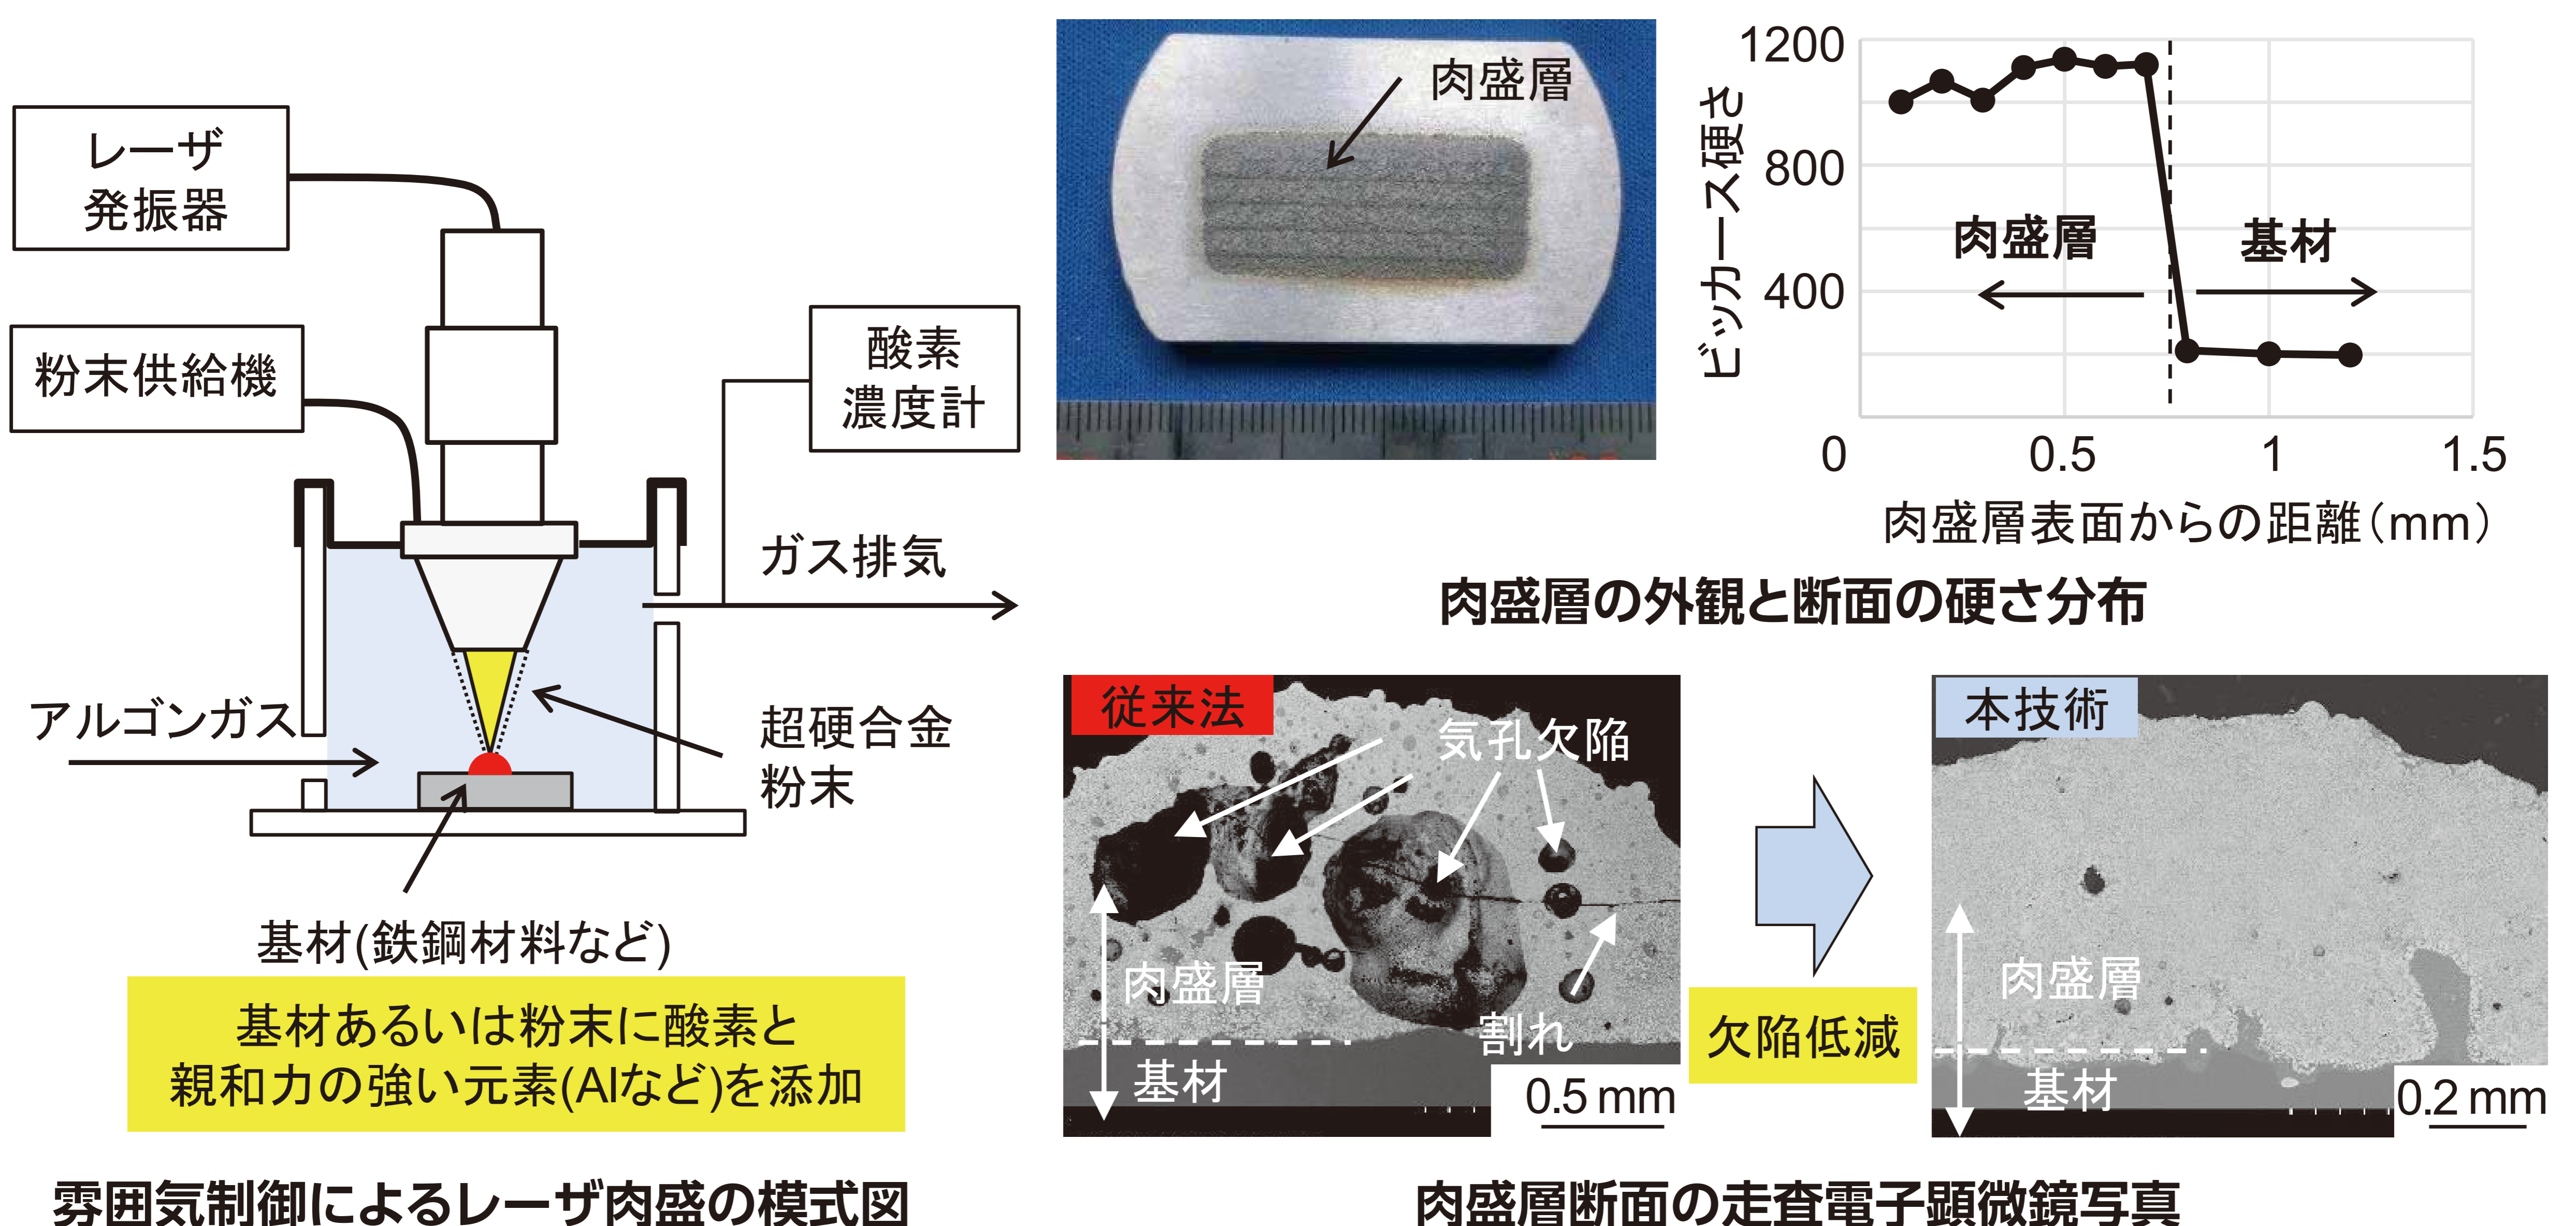 レーザ
発振器
粉末供給機
酸素
濃度計
ガス排気
アルゴンガス
超硬合金
粉末
基材(鉄鋼材料など)
基材あるいは粉末に酸素と
親和力の強い元素(Alなど)を添加
雰囲気制御によるレーザ肉盛の模式図
肉盛層
ビッカース硬さ
1200
800
400
0
0.5
1
1.5
肉盛層
基材
肉盛層表面からの距離(mm)
肉盛層の外観と断面の硬さ分布
従来法
気孔欠陥
肉盛層
割れ
基材
0.5 mm
欠陥低減
本技術
肉盛層
基材
0.2 mm
肉盛層断面の走査電子顕微鏡写真